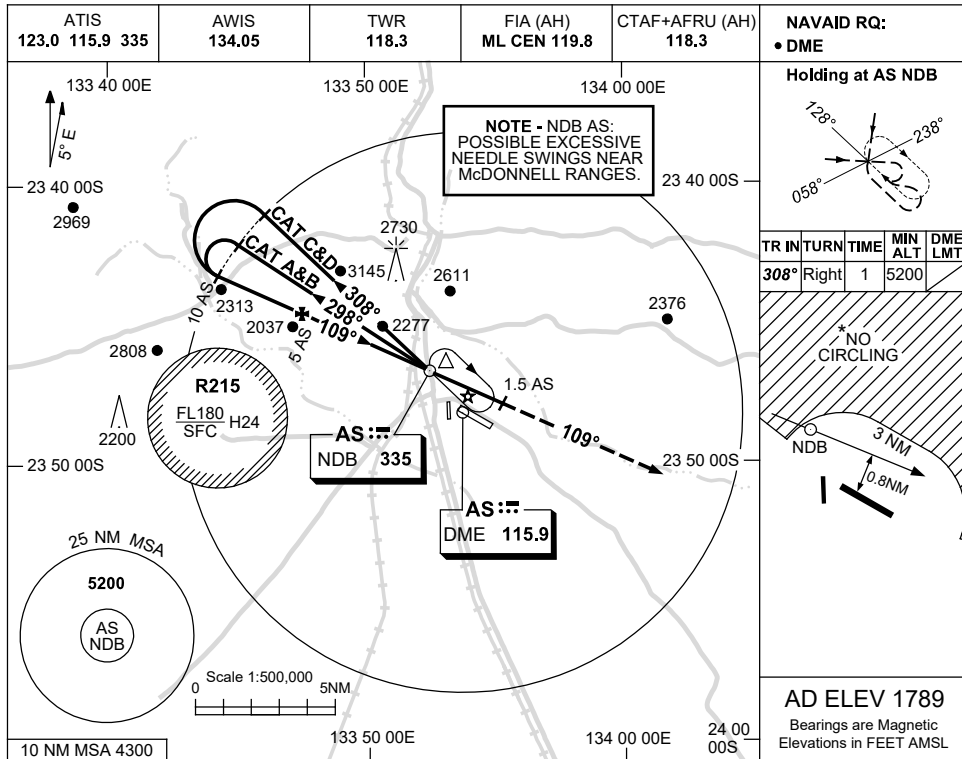 ATIS
123.0 115.9 335
AWIS
134.05
TWR
118.3
FIA (AH)
ML CEN 119.8
CTAF+AFRU (AH)
118.3
NAVAID RQ:
• DME
133 40 00E
133 50 00E
134 00 00E
5° E
NOTE - NDB AS:
POSSIBLE EXCESSIVE
NEEDLE SWINGS NEAR
McDONNELL RANGES.
Holding at AS NDB
128°
238°
058°
23 40 00S
23 40 00S
2969
CAT C&D
CAT A&B
2730
3145
2611
308°
298°
109°
2313
2037
2277
2376
10 AS
5 AS
2808
TR IN TURN TIME MIN ALT DME LMT
308° Right 1 5200
*NO
CIRCLING
NDB
3 NM
0.8NM
R215
FL180
SFC
H24
2200
1.5 AS
109°
23 50 00S
23 50 00S
AS
NDB 335
AS
DME 115.9
25 NM MSA
5200
AS
NDB
Scale 1:500,000
0 5NM
10 NM MSA 4300
133 50 00E
134 00 00E
24 00
00S
AD ELEV 1789
Bearings are Magnetic
Elevations in FEET AMSL